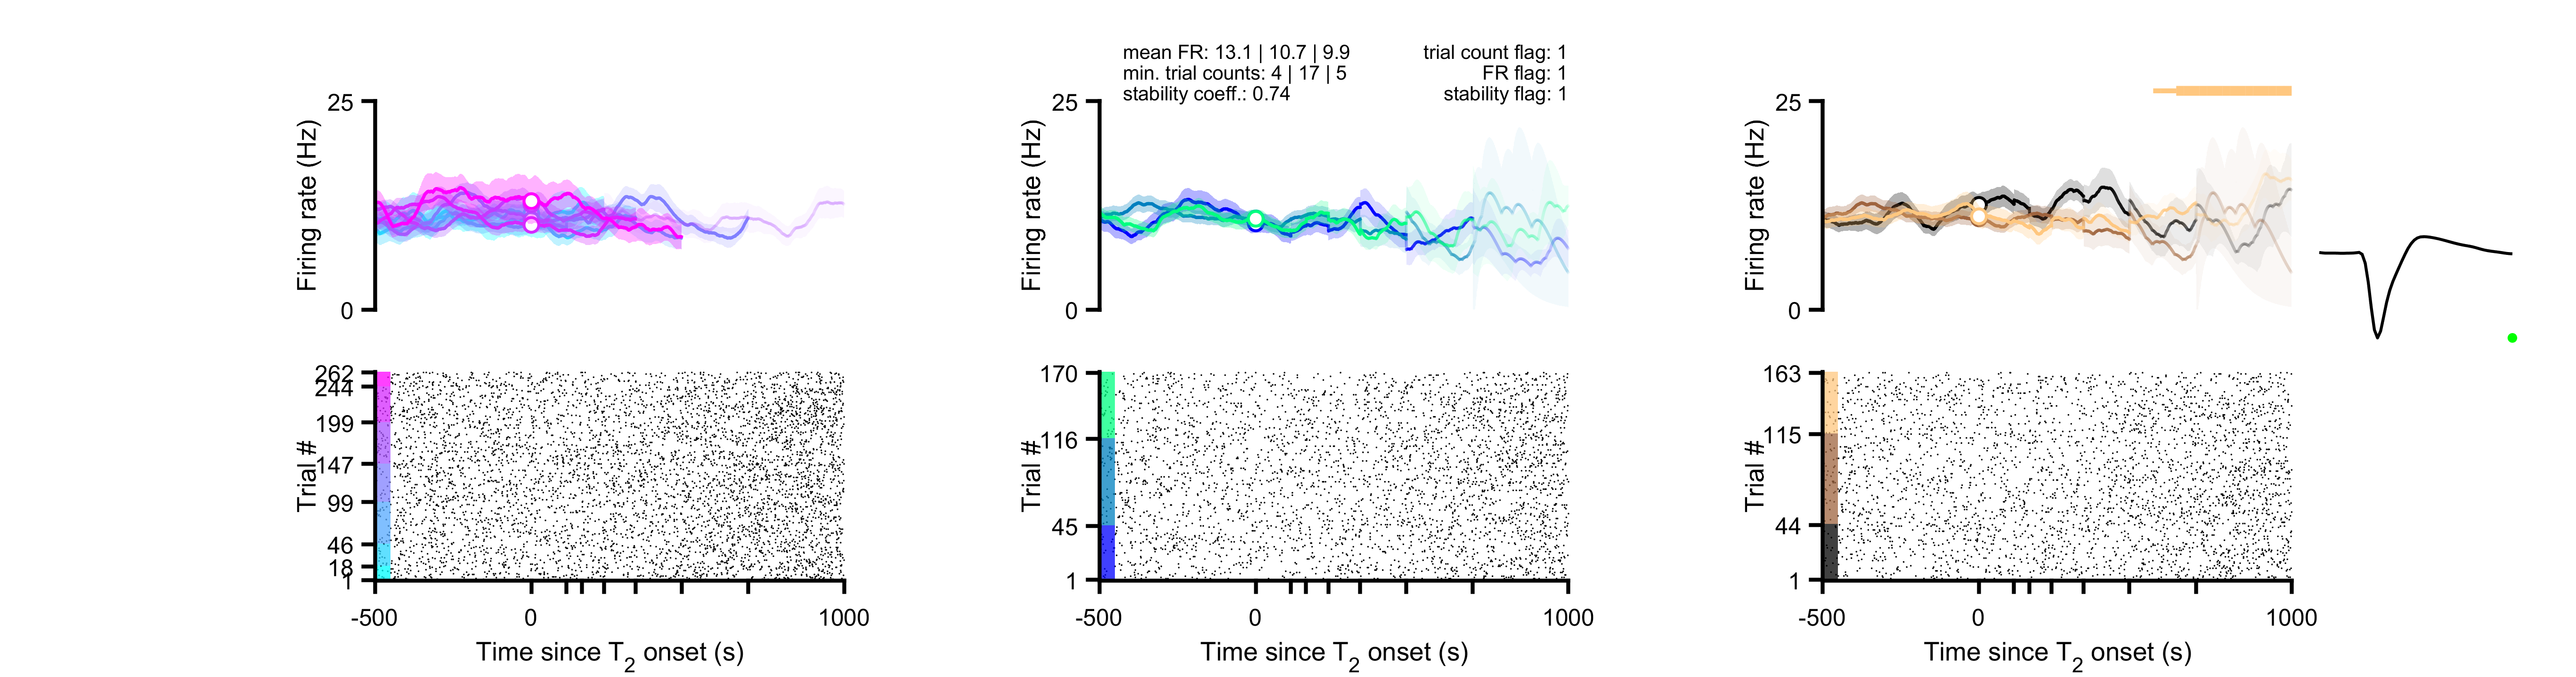 mean FR: 13.1 | 10.7 | 9.9
min. trial counts: 4 | 17 | 5
stability coeff.: 0.74
trial count flag: 1
FR flag: 1
stability flag: 1
25
Firing rate (Hz)
0
25
Firing rate (Hz)
0
25
Firing rate (Hz)
0
262
244
199
147
99
46
18
1
Trial #
-500
0
1000
Time since T2 onset (s)
170
116
45
1
Trial #
-500
0
1000
Time since T2 onset (s)
163
115
44
1
Trial #
-500
0
1000
Time since T2 onset (s)